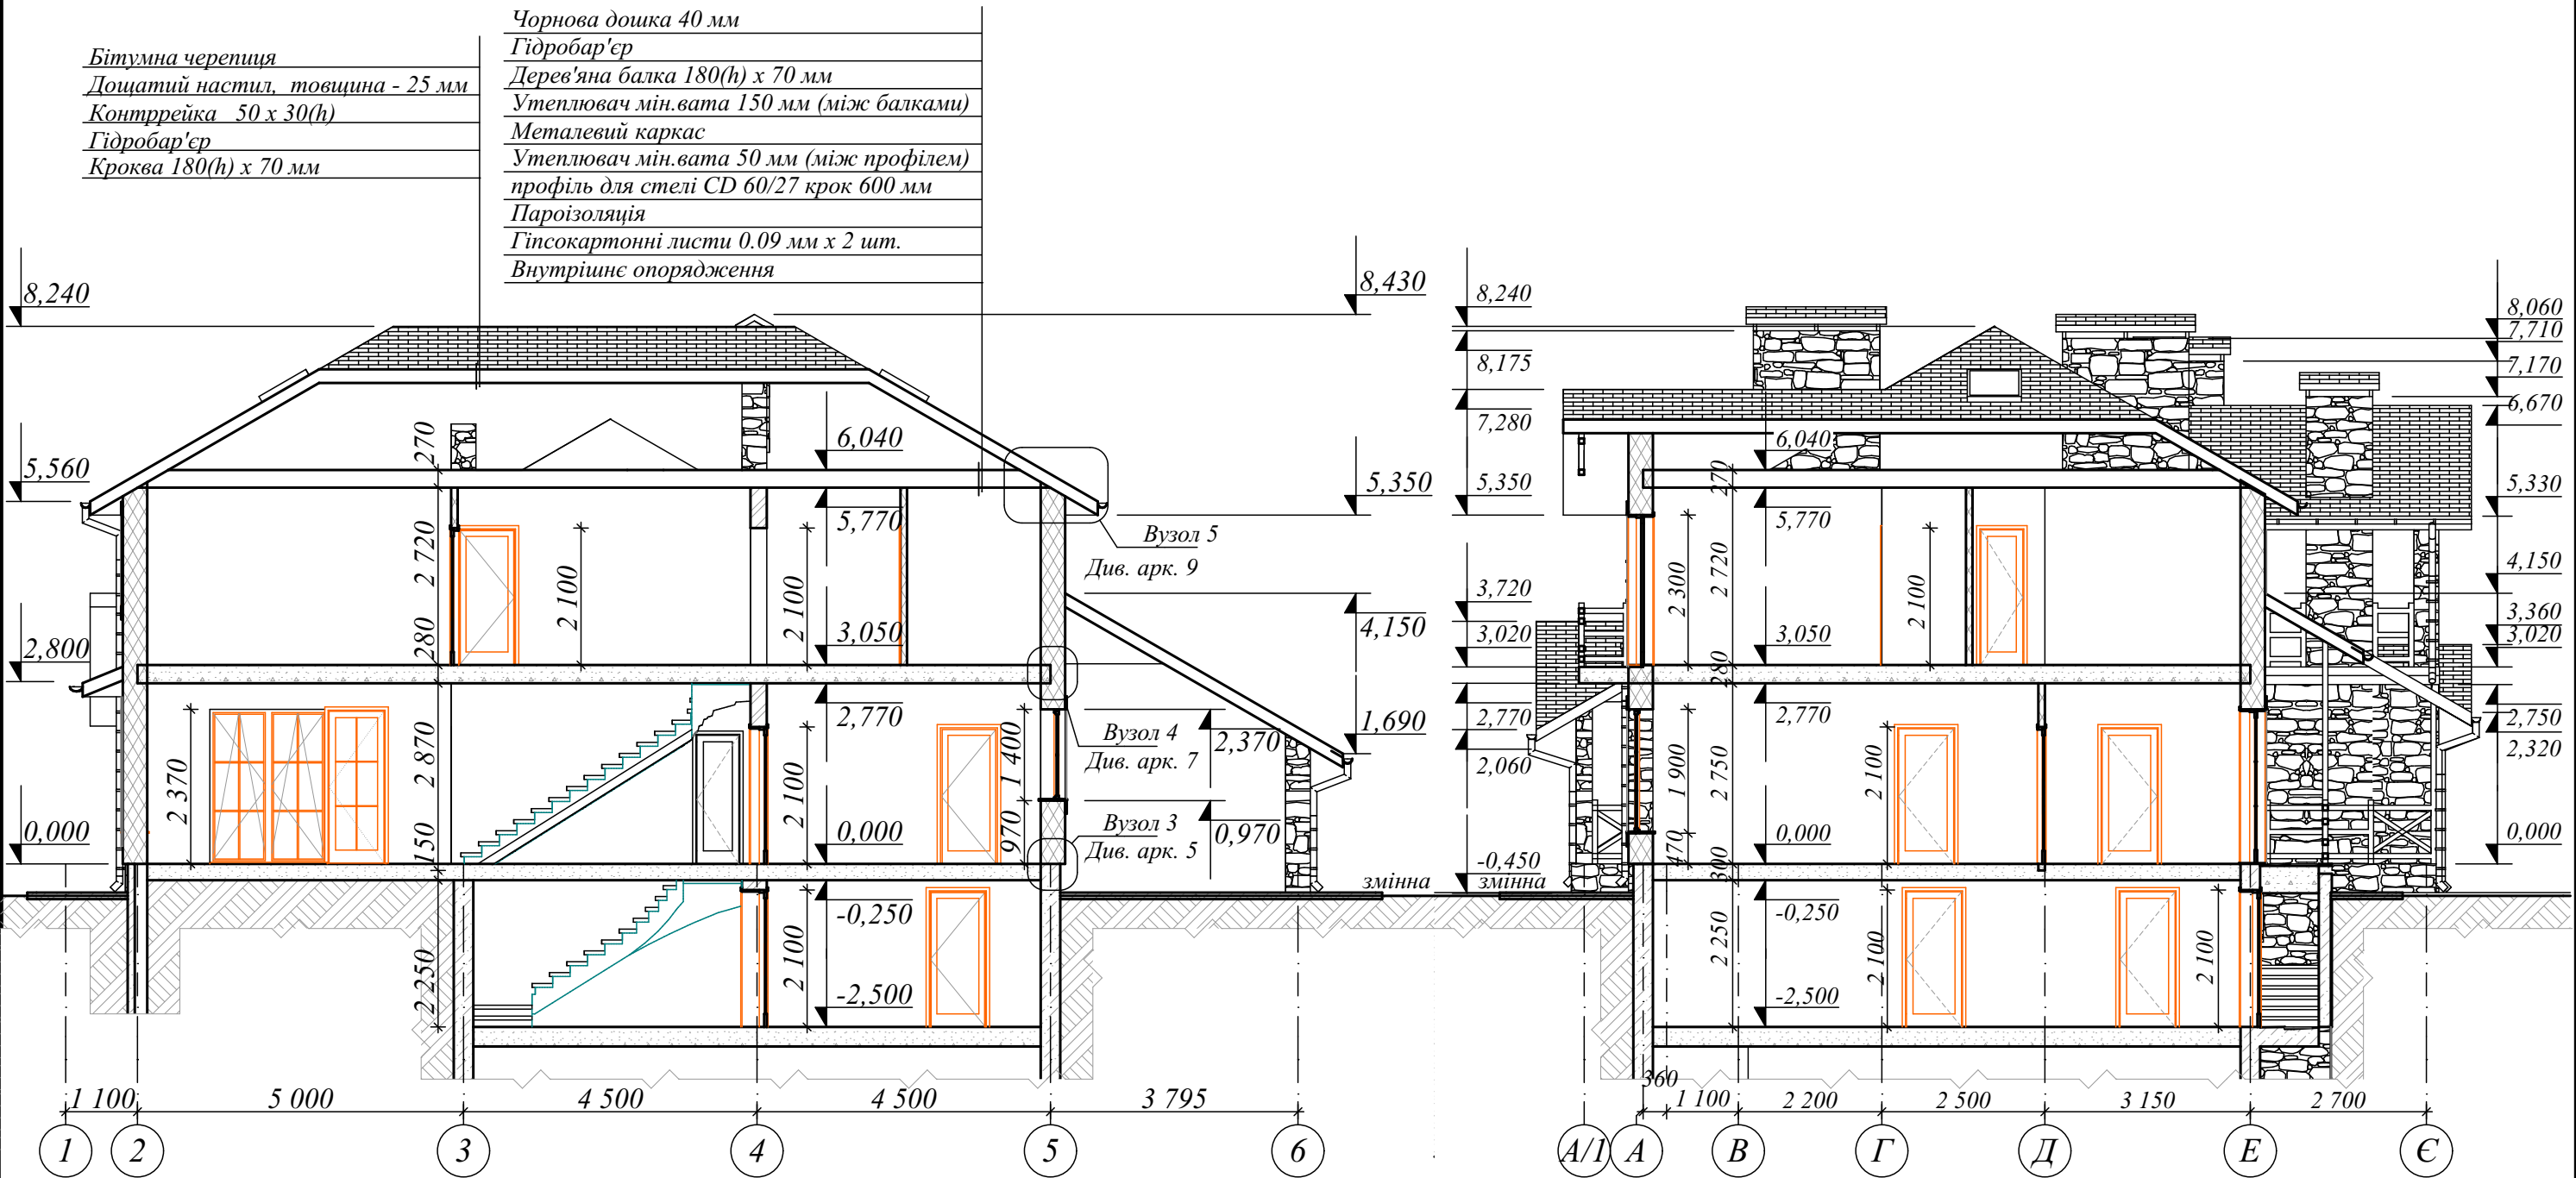 Бітумна черепиця
Дощатий настил, товщина - 25 мм
Контррейка 50 х 30(h)
Гідробар'єр
Кроква 180(h) х 70 мм
Чорнова дошка 40 мм
Гідробар'єр
Дерев'яна балка 180(h) х 70 мм
Утеплювач мін.вата 150 мм (між балками)
Металевий каркас
Утеплювач мін.вата 50 мм (між профілем)
профіль для стелі CD 60/27 крок 600 мм
Пароізоляція
Гіпсокартонні листи 0.09 мм х 2 шт.
Внутрішнє опорядження
8,240
5,560
2,800
0,000
270
2 720
280
2 870
150
2 250
2 370
2 100
2 100
2 100
2 100
6,040
5,770
3,050
2,770
0,000
-0,250
-2,500
970
1 400
Вузол 5
Див. арк. 9
Вузол 4
Див. арк. 7
Вузол 3
Див. арк. 5
2,370
0,970
8,430
5,350
4,150
1,690
змінна
1 100
5 000
4 500
4 500
3 795
1
2
3
4
5
6
8,240
8,175
7,280
5,350
3,720
3,020
2,770
2,060
-0,450
змінна
2 300
1 900
470
270
2 720
280
2 750
300
2 250
6,040
5,770
3,050
2,770
0,000
-0,250
-2,500
2 100
2 100
2 100
2 100
8,060
7,710
7,170
6,670
5,330
4,150
3,360
3,020
2,750
2,320
0,000
360
1 100
2 200
2 500
3 150
2 700
А/1
А
В
Г
Д
Е
Є